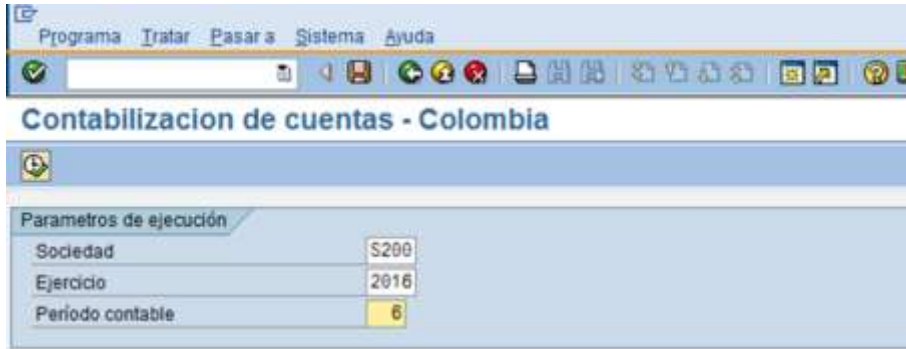 Programa Tratar Pasar a Sistema Ayuda
Contabilizacion de cuentas - Colombia
Parametros de ejecución
Sociedad S200
Ejercicio 2016
Período contable 6